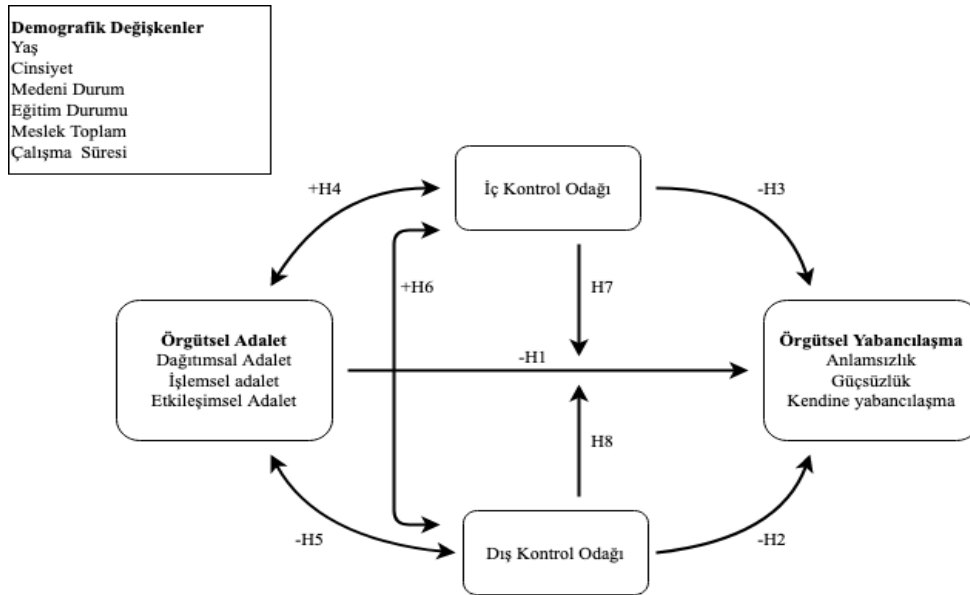 Demografik Değişkenler
Yaş
Cinsiyet
Medeni Durum
Eğitim Durumu
Meslek Toplam
Çalışma Süresi
+H4
İç Kontrol Odağı
-H3
+H6
H7
Örgütsel Adalet
Dağıtımsal Adalet
İşlemsel adalet
Etkileşimsel Adalet
-H1
Örgütsel Yabancılaşma
Anlamsızlık
Güçsüzlük
Kendine yabancılaşma
H8
-H5
Dış Kontrol Odağı
-H2